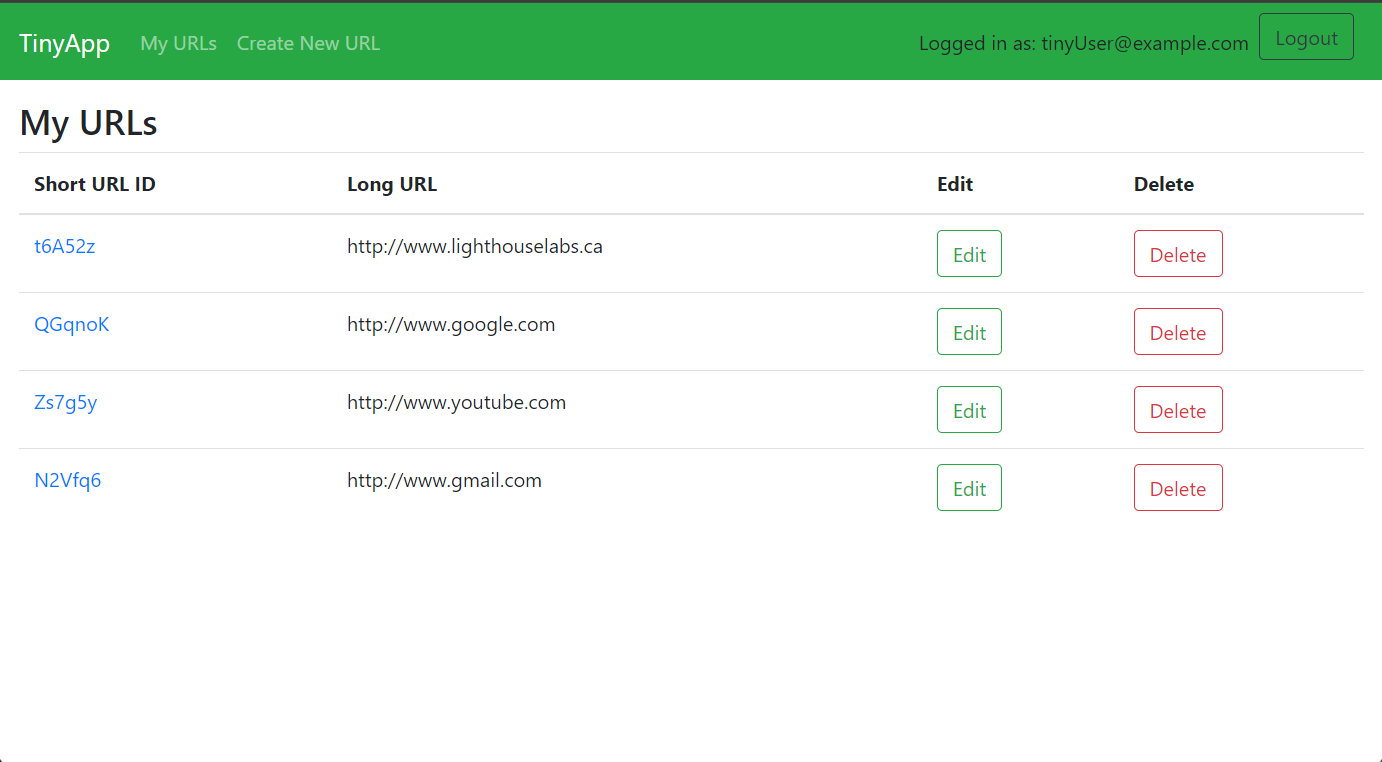 TinyApp My URLs Create New URL Logged in as: tinyUser@example.com Logout
My URLs
Short URL ID Long URL Edit Delete
t6A52z http://www.lighthouselabs.ca Edit Delete
QGqnoK http://www.google.com Edit Delete
Zs7g5y http://www.youtube.com Edit Delete
N2Vfq6 http://www.gmail.com Edit Delete